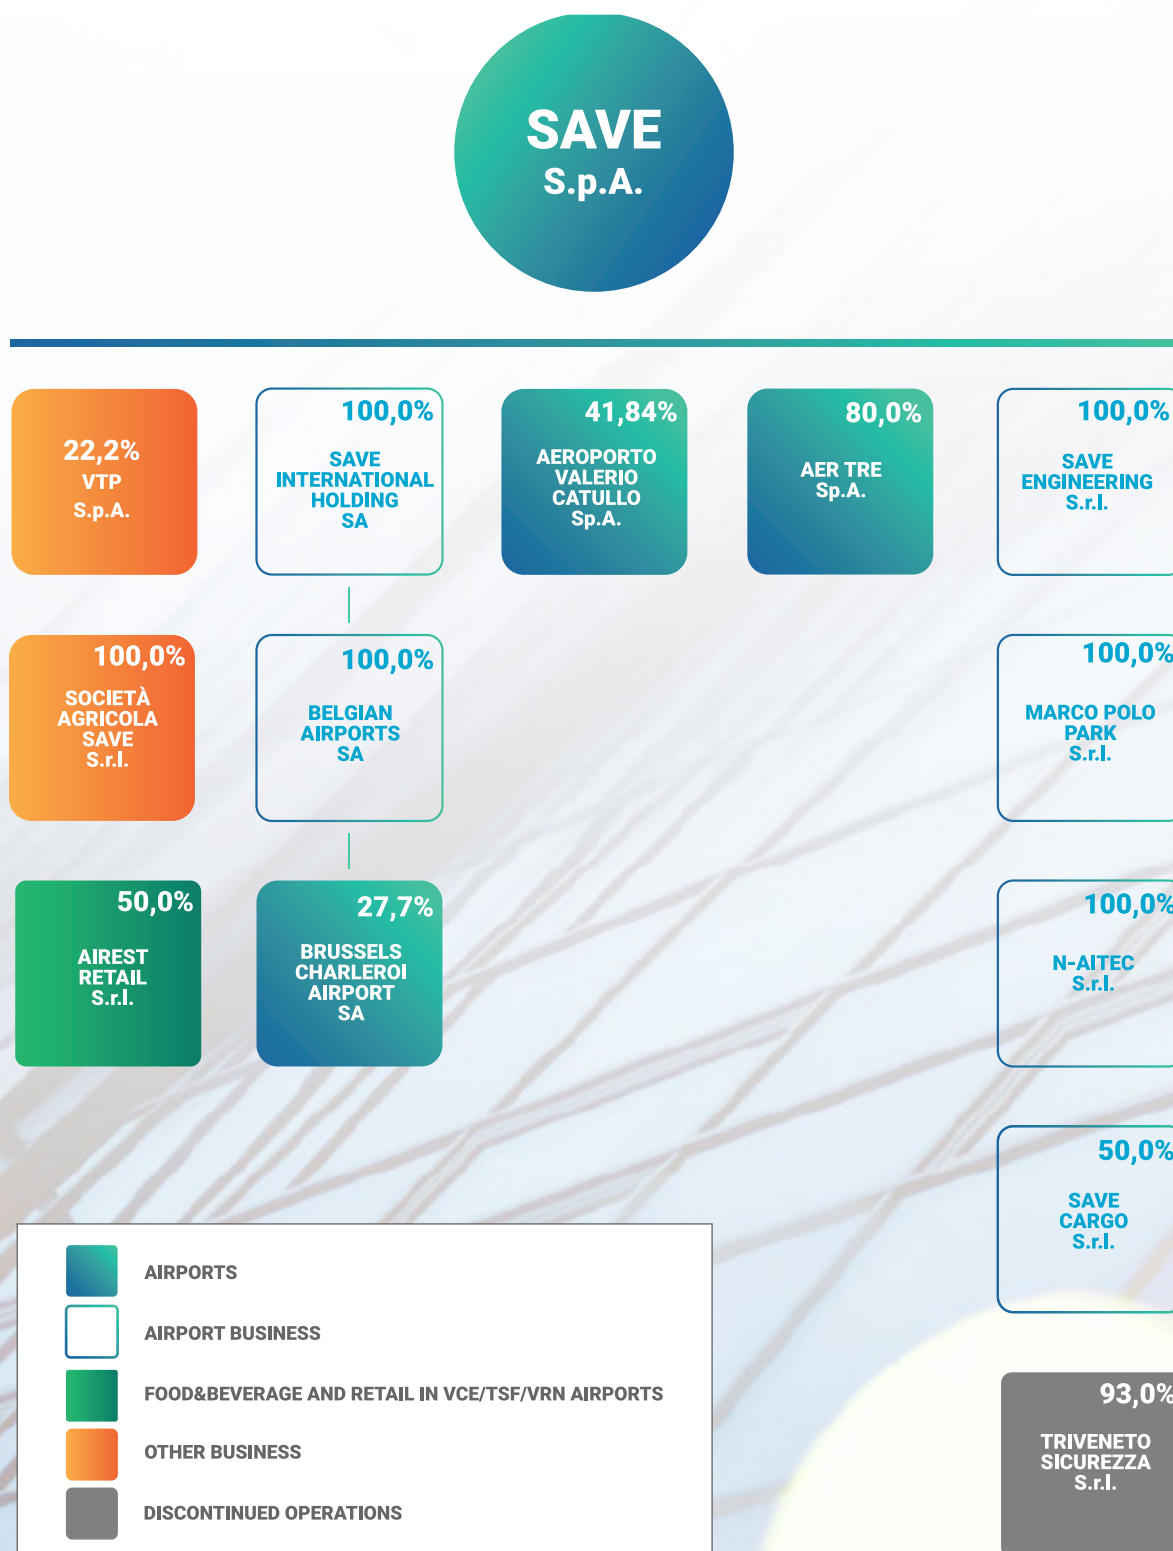 SAVE
S.p.A.
22,2%
VTP
S.p.A.
100,0%
SAVE
INTERNATIONAL
HOLDING
SA
41,84%
AEROPORTO
VALERIO
CATULLO
Sp.A.
80,0%
AER TRE
Sp.A.
100,0%
SAVE
ENGINEERING
S.r.l.
100,0%
SOCIETÀ
AGRICOLA
SAVE
S.r.l.
100,0%
BELGIAN
AIRPORTS
SA
100,0%
MARCO POLO
PARK
S.r.l.
50,0%
AIREST
RETAIL
S.r.l.
27,7%
BRUSSELS
CHARLEROI
AIRPORT
SA
100,0%
N-AITEC
S.r.l.
50,0%
SAVE
CARGO
S.r.l.
93,0%
TRIVENETO
SICUREZZA
S.r.l.
AIRPORTS
AIRPORT BUSINESS
FOOD&BEVERAGE AND RETAIL IN VCE/TSF/VRN AIRPORTS
OTHER BUSINESS
DISCONTINUED OPERATIONS